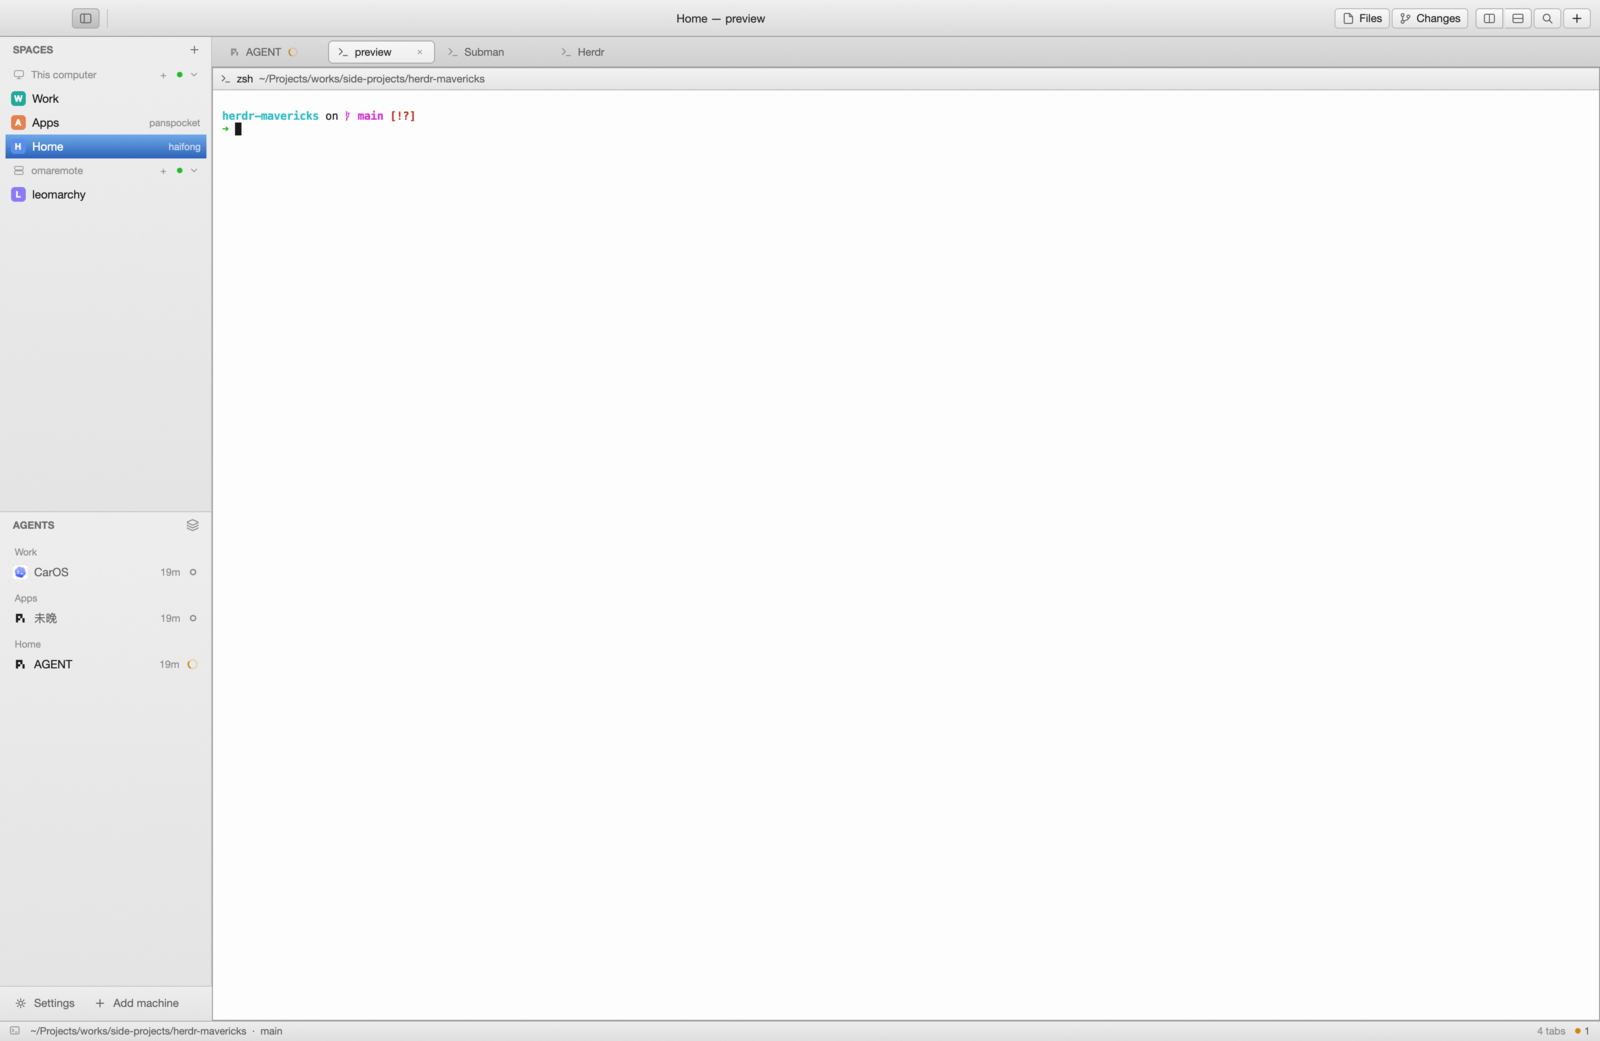 Home — preview
Files
Changes
SPACES
This computer
W Work
A Apps panspocket
H Home haifong
omaremote
L leomarchy
AGENT
preview
Subman
Herdr
zsh ~/Projects/works/side-projects/herdr-mavericks
herdr-mavericks on main [!?]
AGENTS
Work
CarOS 19m
Apps
未晚 19m
Home
AGENT 19m
Settings
Add machine
~/Projects/works/side-projects/herdr-mavericks · main
4 tabs 1